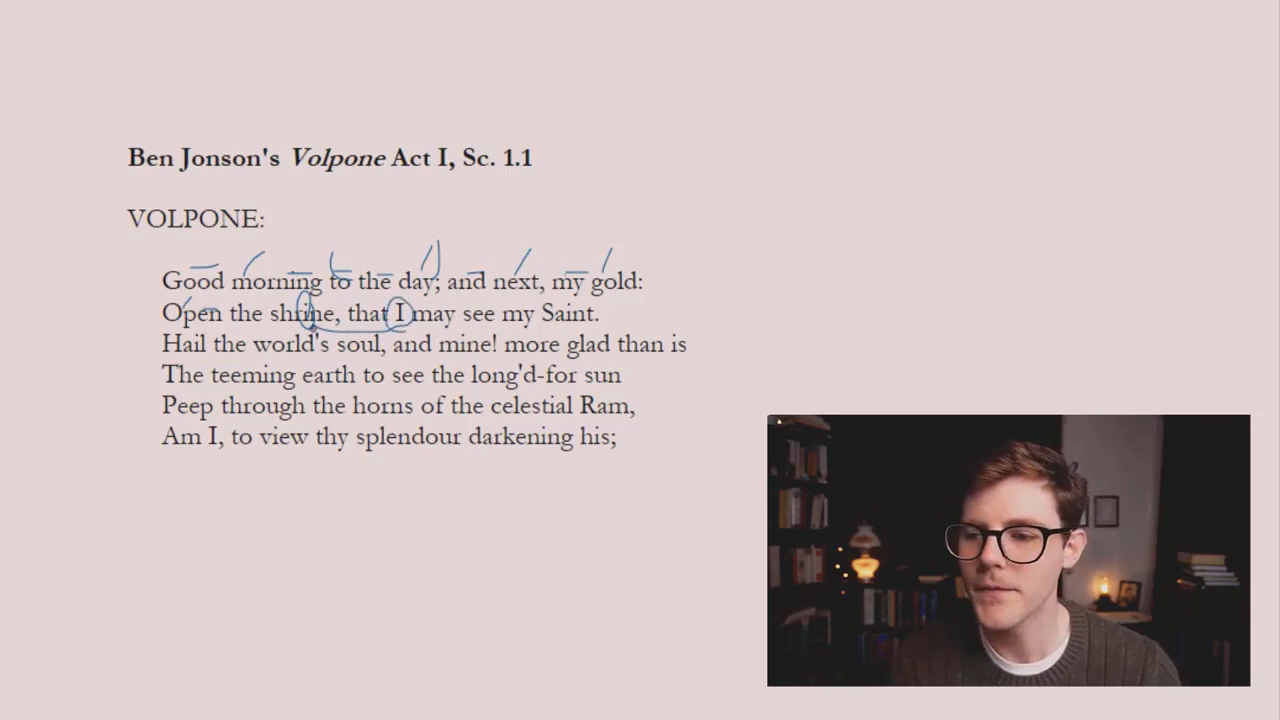 Ben Jonson's Volpone Act I, Sc. 1.1
VOLPONE:
Good morning to the day; and next, my gold:
Open the shrine, that I may see my Saint.
Hail the world's soul, and mine! more glad than is
The teeming earth to see the long'd-for sun
Peep through the horns of the celestial Ram,
Am I, to view thy splendour darkening his;